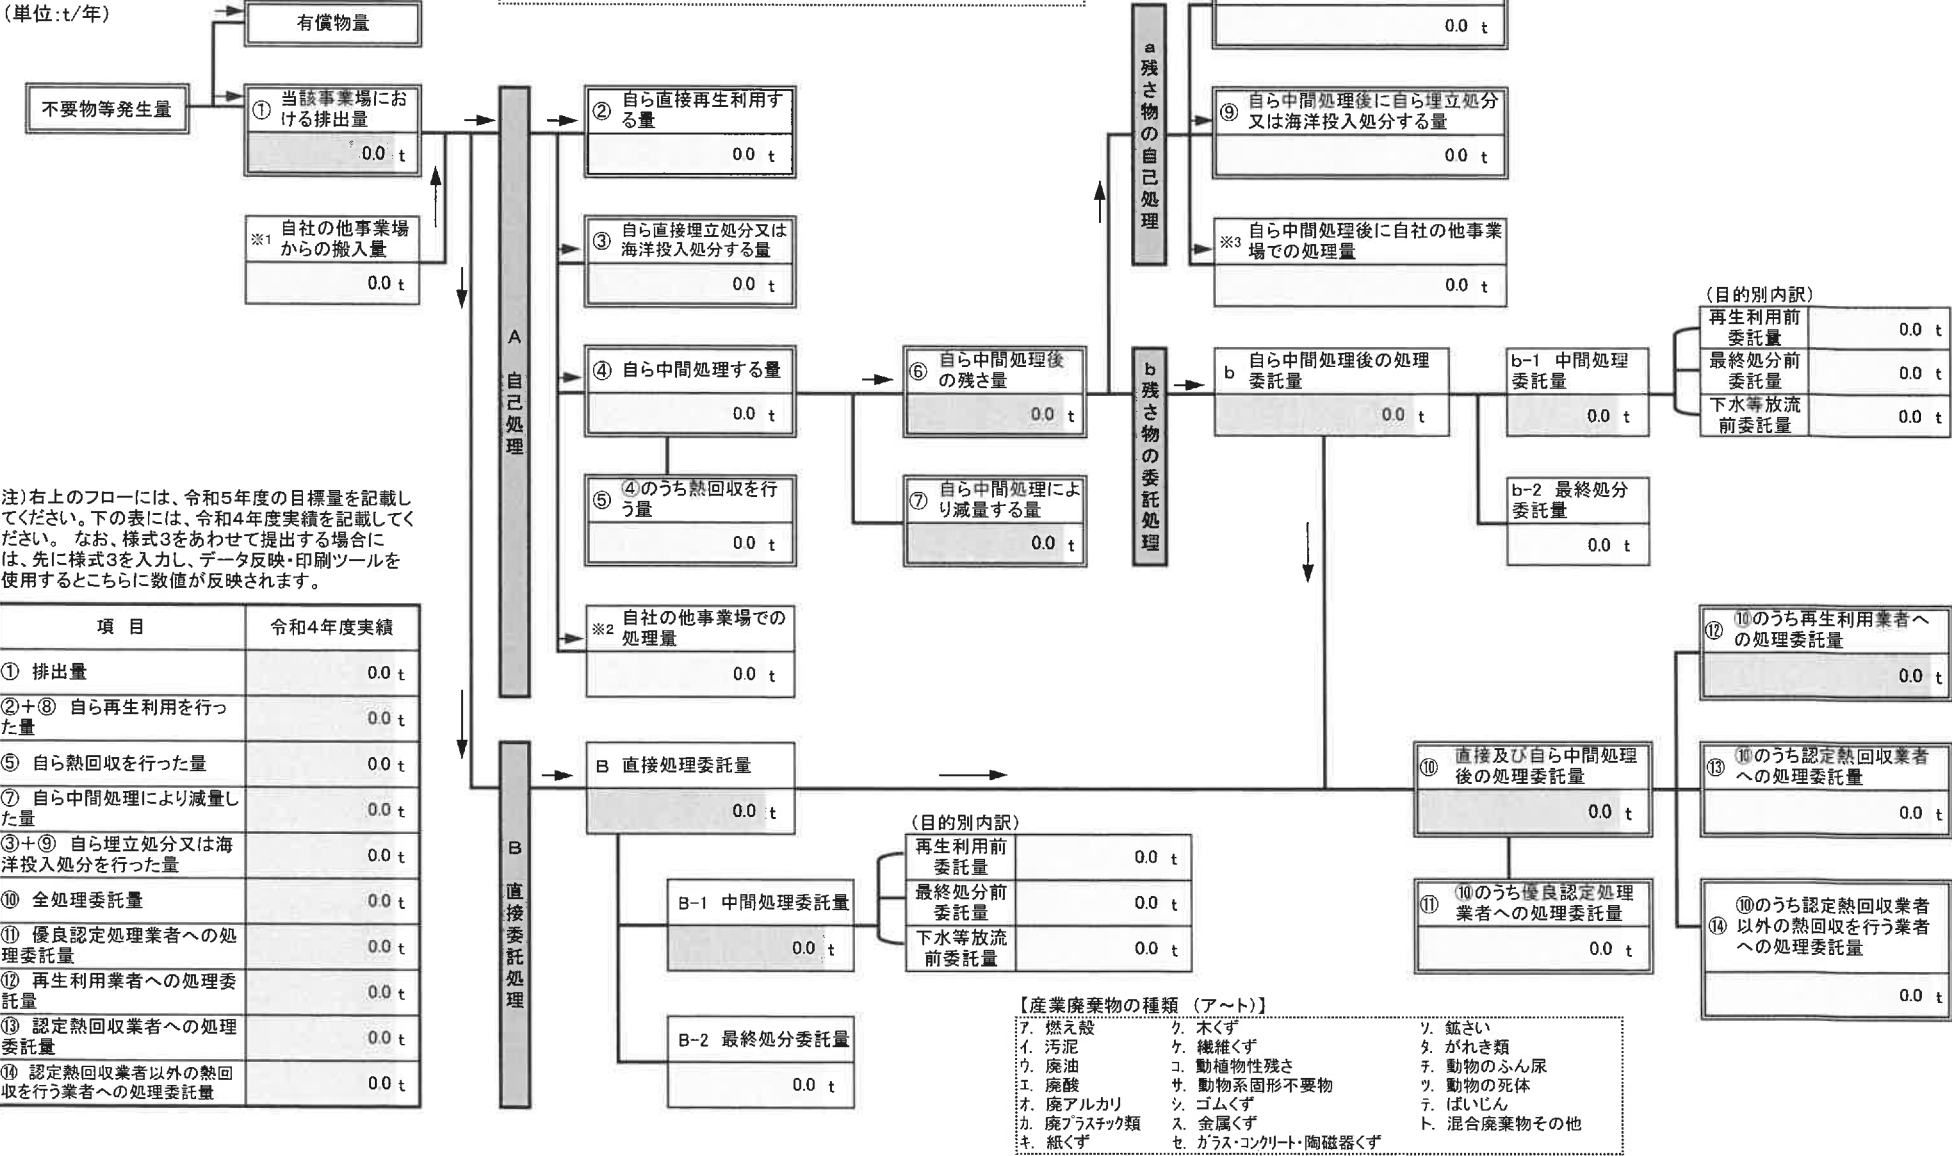 (単位:t/年)
有償物量
不要物等発生量
① 当該事業場にお
ける排出量
0.0 t
※1 自社の他事業場
からの搬入量
0.0 t
A 自己処理
② 自ら直接再生利用す
る量
0.0 t
③ 自ら直接埋立処分又は
海洋投入処分する量
0.0 t
④ 自ら中間処理する量
0.0 t
⑤ ④のうち熱回収を行
う量
0.0 t
※2 自社の他事業場での
処理量
0.0 t
⑥ 自ら中間処理後
の残さ量
0.0 t
⑦ 自ら中間処理によ
り減量する量
0.0 t
a 残さ物の自己処理
0.0 t
⑨ 自ら中間処理後に自ら埋立処分
又は海洋投入処分する量
0.0 t
※3 自ら中間処理後に自社の他事業
場での処理量
0.0 t
b 残さ物の委託処理
b 自ら中間処理後の処理
委託量
0.0 t
b-1 中間処理
委託量
0.0 t
(目的別内訳)
再生利用前
委託量 0.0 t
最終処分前
委託量 0.0 t
下水等放流
前委託量 0.0 t
b-2 最終処分
委託量
0.0 t
注)右上のフローには、令和5年度の目標量を記載し
てください。下の表には、令和4年度実績を記載してく
ださい。 なお、様式3をあわせて提出する場合に
は、先に様式3を入力し、データ反映・印刷ツールを
使用するとこちらに数値が反映されます。
項 目 令和4年度実績
① 排出量 0.0 t
②+⑧ 自ら再生利用を行っ
た量 0.0 t
⑤ 自ら熱回収を行った量 0.0 t
⑦ 自ら中間処理により減量し
た量 0.0 t
③+⑨ 自ら埋立処分又は海
洋投入処分を行った量 0.0 t
⑩ 全処理委託量 0.0 t
⑪ 優良認定処理業者への処
理委託量 0.0 t
⑫ 再生利用業者への処理委
託量 0.0 t
⑬ 認定熱回収業者への処理
委託量 0.0 t
⑭ 認定熱回収業者以外の熱回
収を行う業者への処理委託量 0.0 t
B 直接委託処理
B 直接処理委託量
0.0 t
B-1 中間処理委託量
0.0 t
(目的別内訳)
再生利用前
委託量 0.0 t
最終処分前
委託量 0.0 t
下水等放流
前委託量 0.0 t
B-2 最終処分委託量
0.0 t
⑩ 直接及び自ら中間処理
後の処理委託量
0.0 t
⑪ ⑩のうち優良認定処理
業者への処理委託量
0.0 t
⑫ ⑩のうち再生利用業者へ
の処理委託量
0.0 t
⑬ ⑩のうち認定熱回収業者
への処理委託量
0.0 t
⑭ ⑩のうち認定熱回収業者
以外の熱回収を行う業者
への処理委託量
0.0 t
【産業廃棄物の種類 (ア~ト)】
ア. 燃え殻
イ. 汚泥
ウ. 廃油
エ. 廃酸
オ. 廃アルカリ
カ. 廃プラスチック類
キ. 紙くず
ク. 木くず
ケ. 繊維くず
コ. 動植物性残さ
サ. 動物系固形不要物
シ. ゴムくず
ス. 金属くず
セ. ガラス・コンクリート・陶磁器くず
ソ. 鉱さい
タ. がれき類
チ. 動物のふん尿
ツ. 動物の死体
テ. ばいじん
ト. 混合廃棄物その他